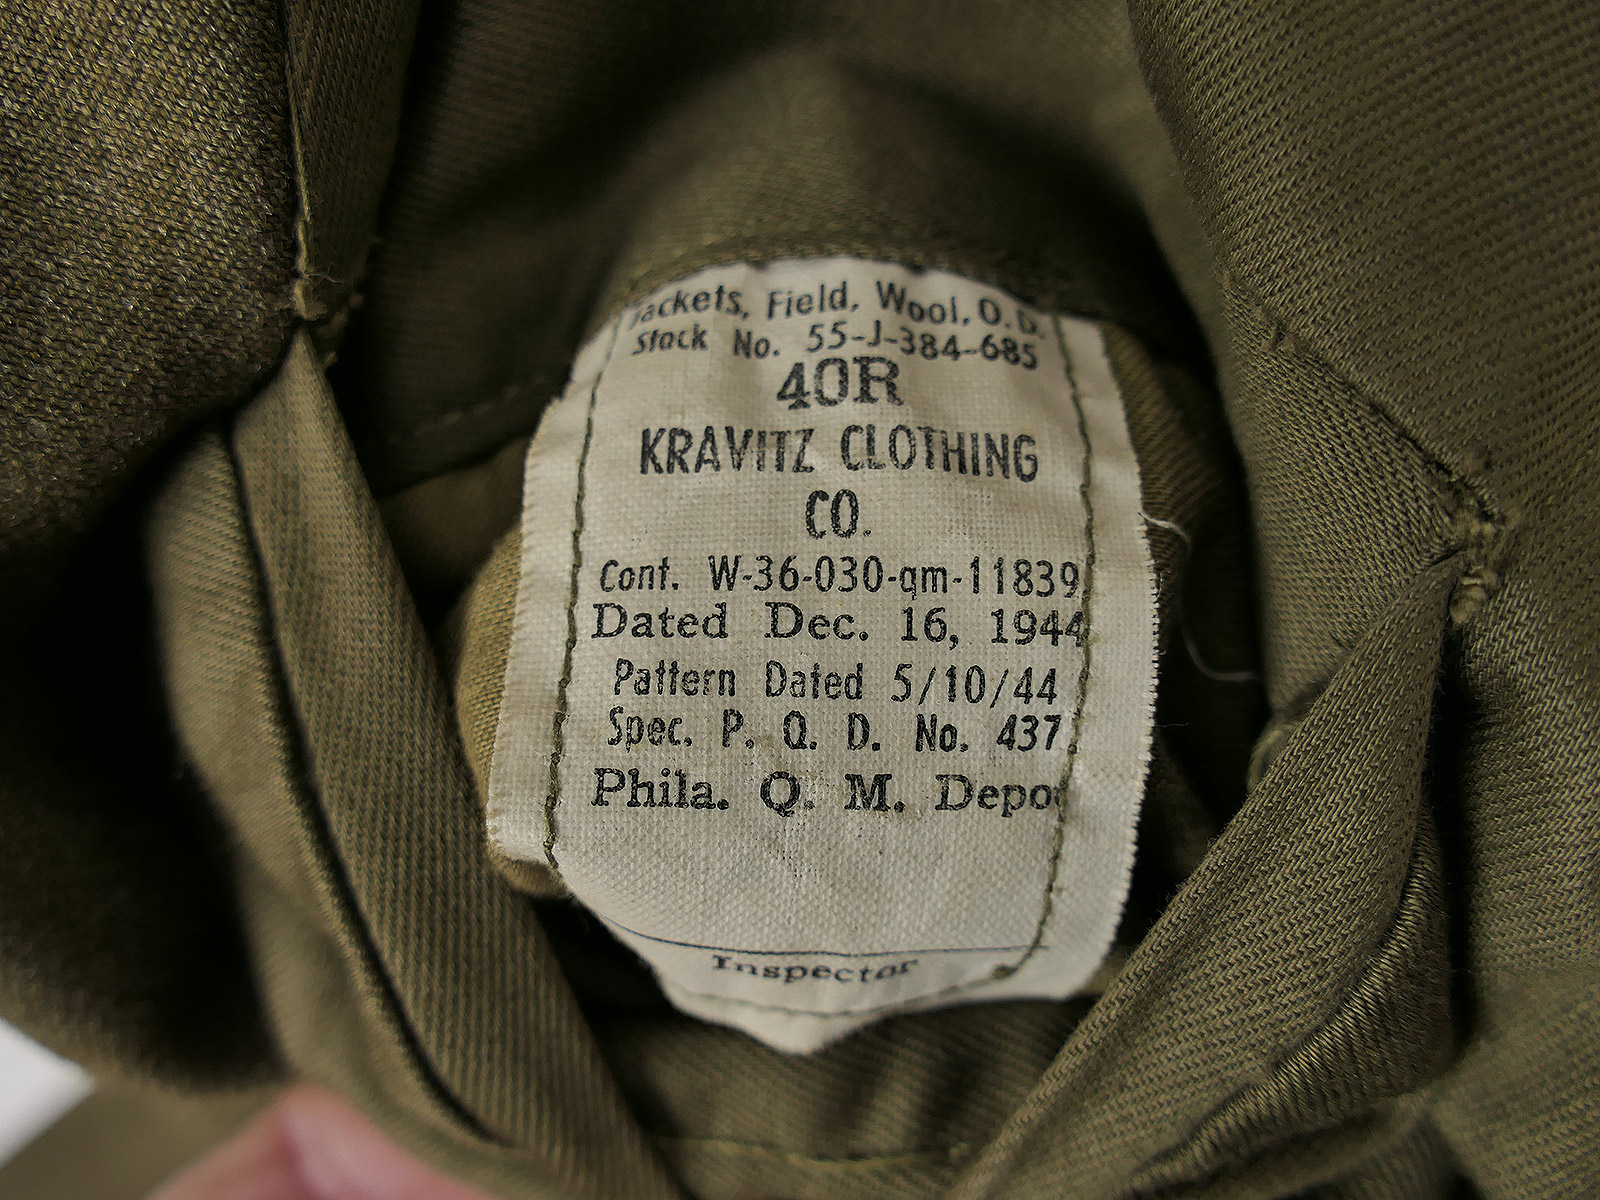 Jackets, Field, Wool, O.D.
Stock No. 55-J-384-685
40R
KRAVITZ CLOTHING
CO.
Cont. W-36-030-qm-11839
Dated Dec. 16, 1944
Pattern Dated 5/10/44
Spec. P. Q. D. No. 437
Phila. Q. M. Depot
Inspector